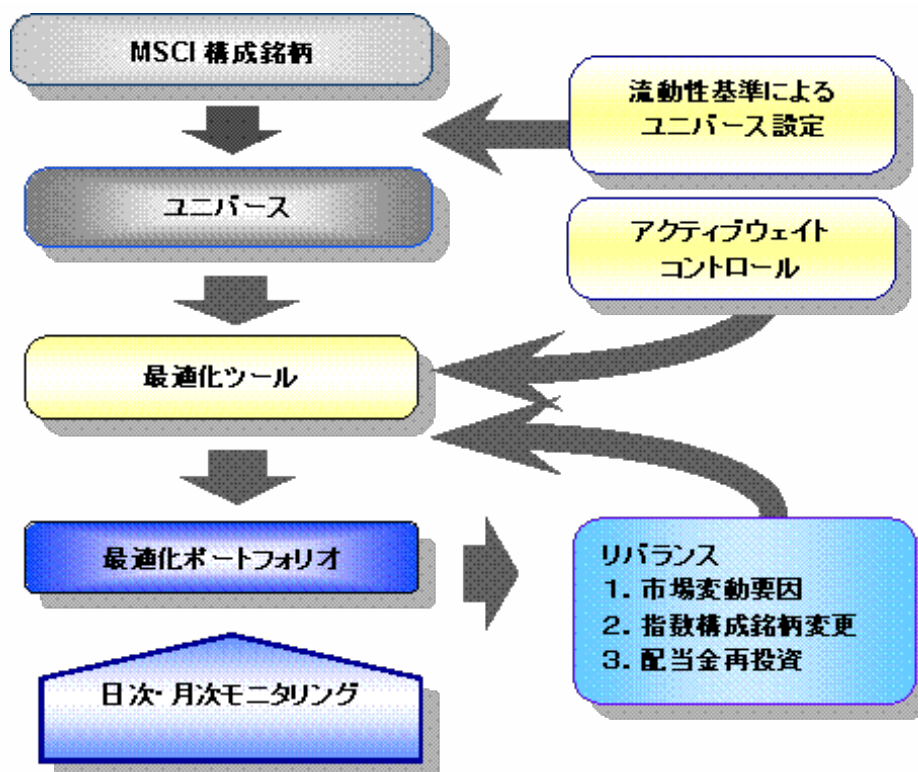 MSCI 構成銘柄
流動性基準による
ユニバース設定
ユニバース
アクティブウェイト
コントロール
最適化ツール
最適化ポートフォリオ
リバランス
1. 市場変動要因
2. 指数構成銘柄変更
3. 配当金再投資
日次・月次モニタリング